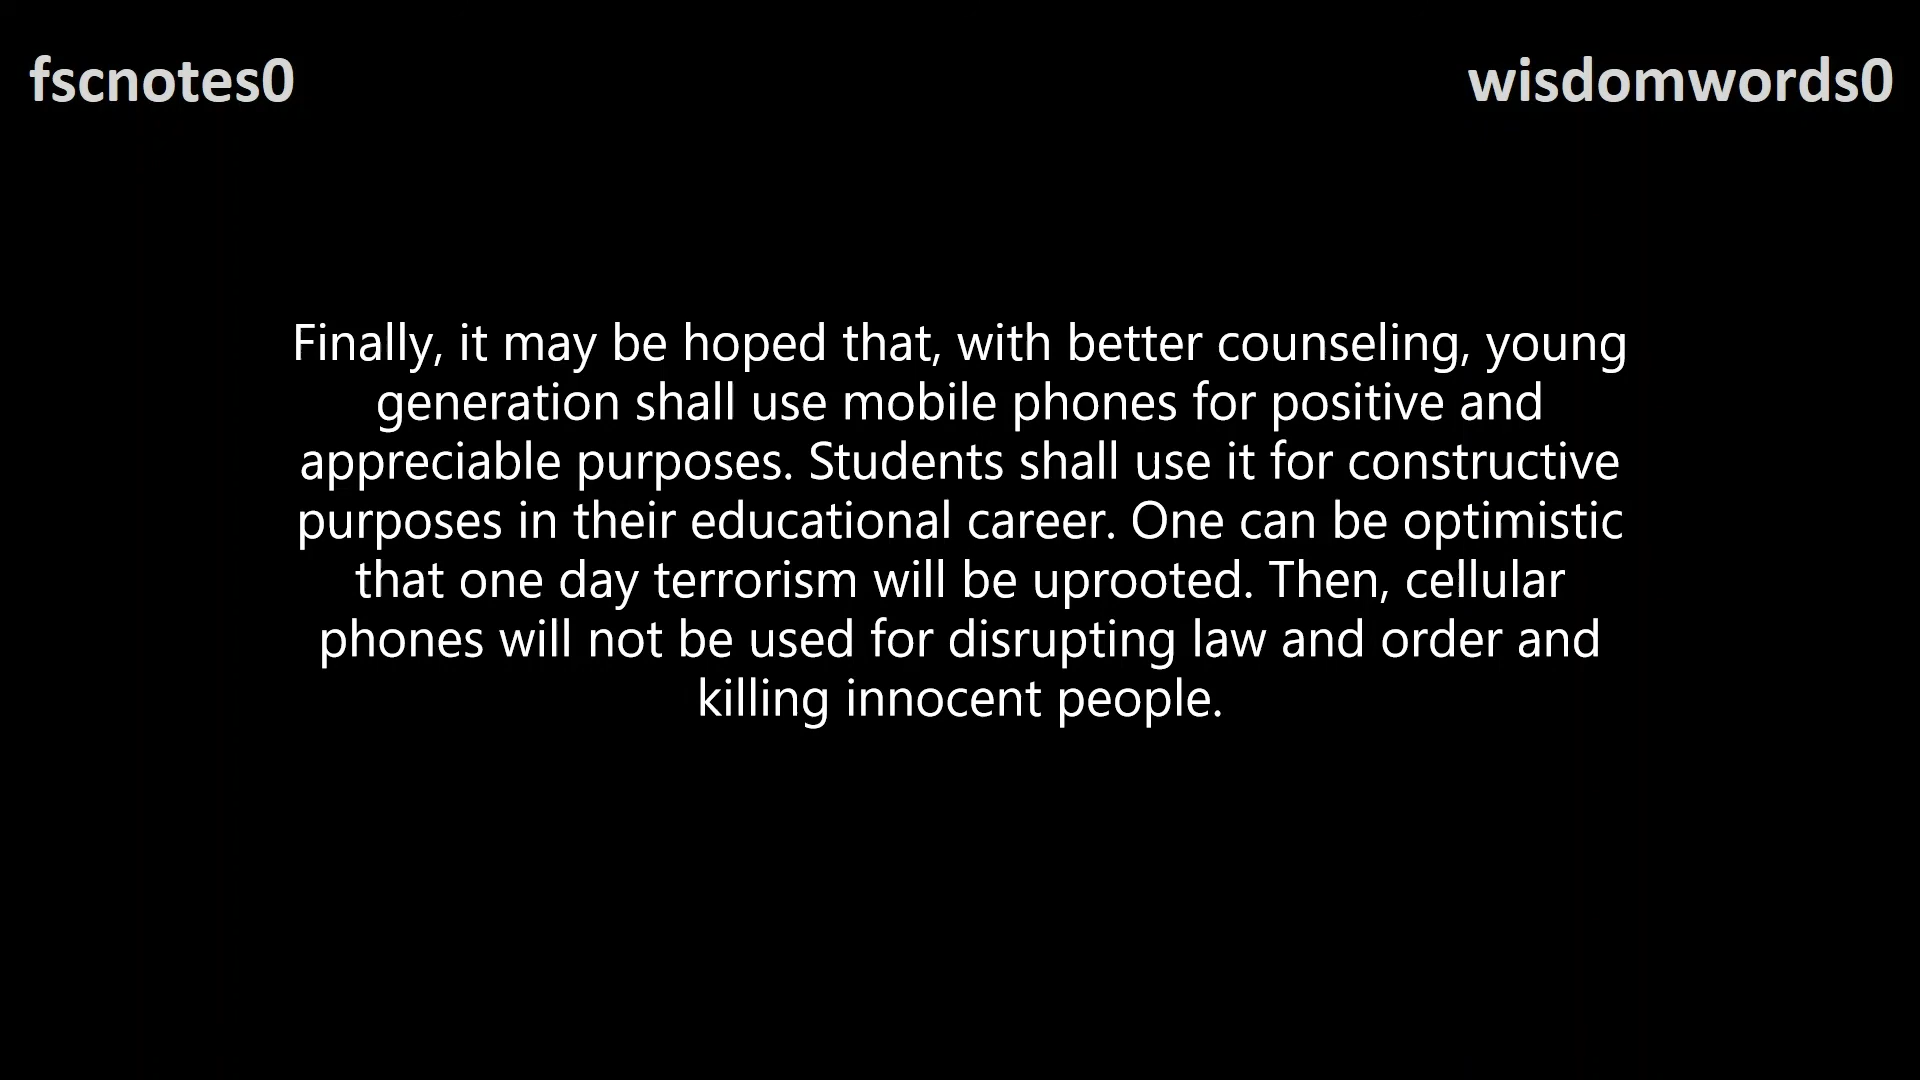 fscnotes0
wisdomwords0
Finally, it may be hoped that, with better counseling, young
generation shall use mobile phones for positive and
appreciable purposes. Students shall use it for constructive
purposes in their educational career. One can be optimistic
that one day terrorism will be uprooted. Then, cellular
phones will not be used for disrupting law and order and
killing innocent people.